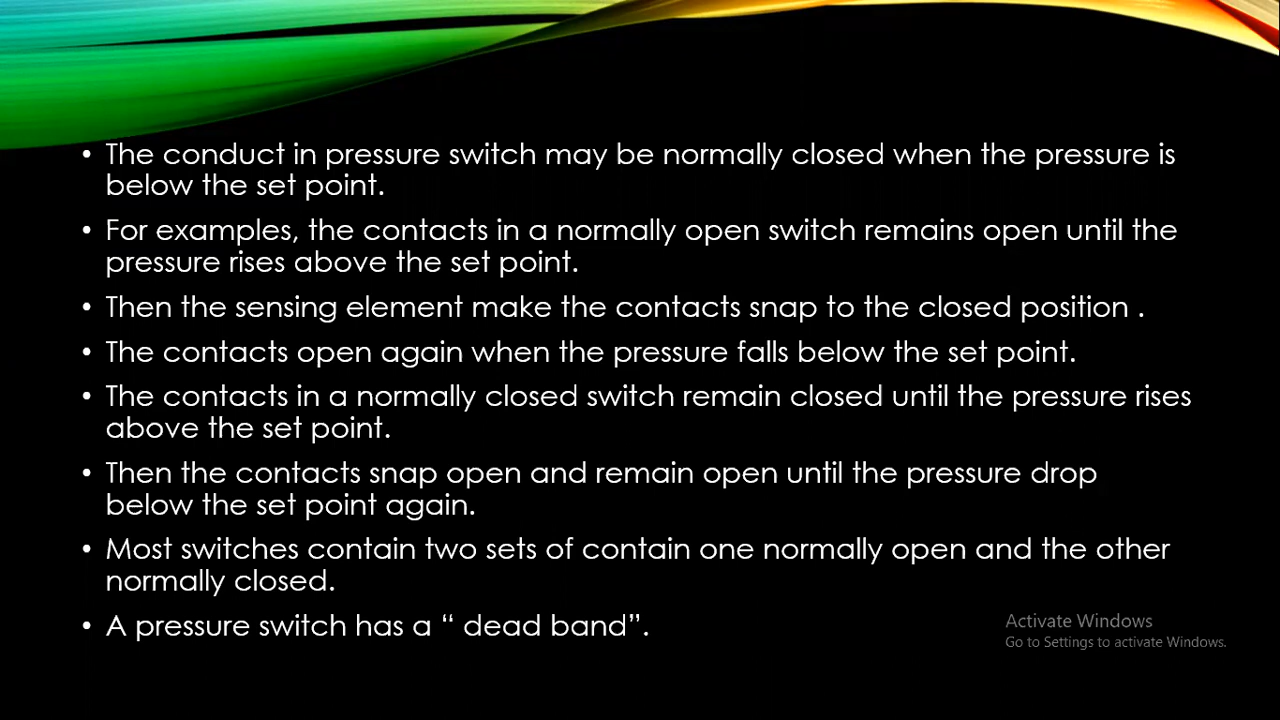 • The conduct in pressure switch may be normally closed when the pressure is
below the set point.
• For examples, the contacts in a normally open switch remains open until the
pressure rises above the set point.
• Then the sensing element make the contacts snap to the closed position .
• The contacts open again when the pressure falls below the set point.
• The contacts in a normally closed switch remain closed until the pressure rises
above the set point.
• Then the contacts snap open and remain open until the pressure drop
below the set point again.
• Most switches contain two sets of contain one normally open and the other
normally closed.
• A pressure switch has a “ dead band”.
Activate Windows
Go to Settings to activate Windows.